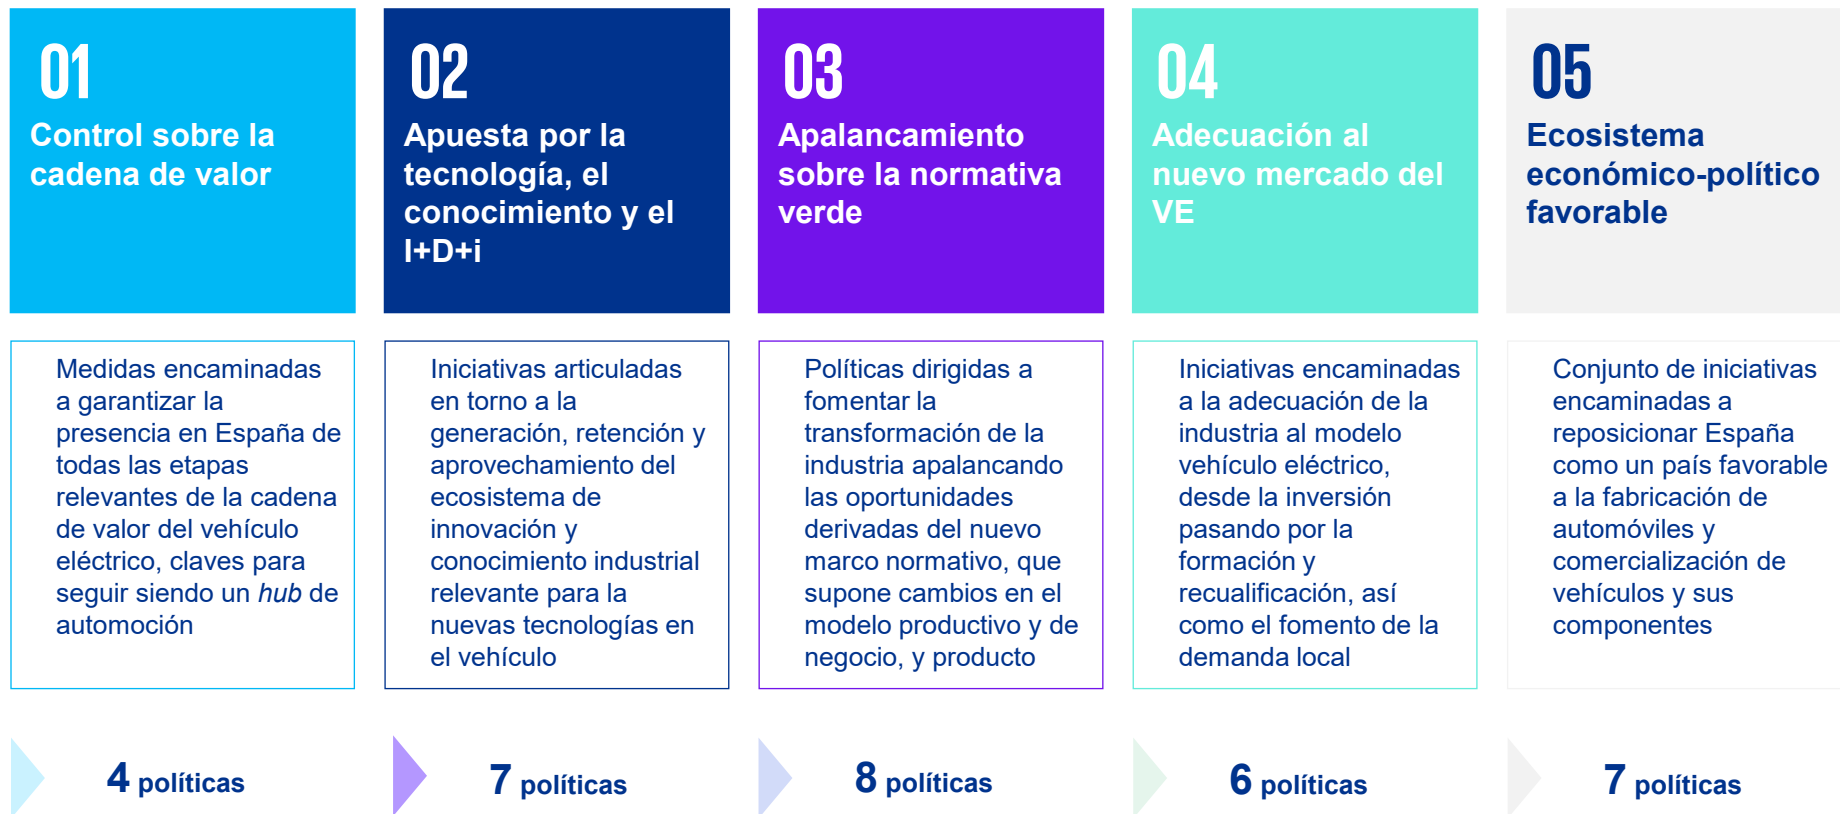 01
Control sobre la
cadena de valor
02
Apuesta por la
tecnología, el
conocimiento y el
I+D+i
03
Apalancamiento
sobre la normativa
verde
04
Adecuación al
nuevo mercado del
VE
05
Ecosistema
económico-político
favorable
Medidas encaminadas
a garantizar la
presencia en España de
todas las etapas
relevantes de la cadena
de valor del vehículo
eléctrico, claves para
seguir siendo un hub de
automoción
Iniciativas articuladas
en torno a la
generación, retención y
aprovechamiento del
ecosistema de
innovación y
conocimiento industrial
relevante para la
nuevas tecnologías en
el vehículo
Políticas dirigidas a
fomentar la
transformación de la
industria apalancando
las oportunidades
derivadas del nuevo
marco normativo, que
supone cambios en el
modelo productivo y de
negocio, y producto
Iniciativas encaminadas
a la adecuación de la
industria al modelo
vehículo eléctrico,
desde la inversión
pasando por la
formación y
recualificación, así
como el fomento de la
demanda local
Conjunto de iniciativas
encaminadas a
reposicionar España
como un país favorable
a la fabricación de
automóviles y
comercialización de
vehículos y sus
componentes
4 políticas
7 políticas
8 políticas
6 políticas
7 políticas